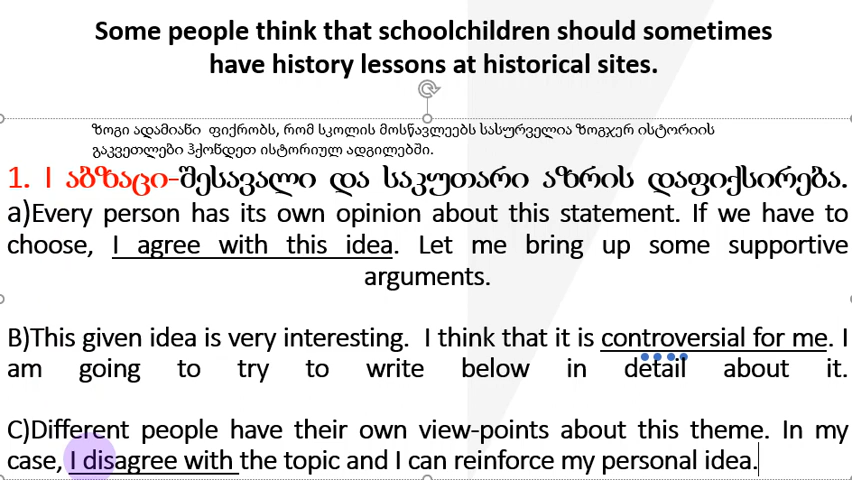 Some people think that schoolchildren should sometimes
have history lessons at historical sites.
ზოგი ადამიანი ფიქრობს, რომ სკოლის მოსწავლეებს სასურველია ზოგჯერ ისტორიის
გაკვეთლები ჰქონდეთ ისტორიულ ადგილებში.
1. I აბზაცი-შესავალი და საკუთარი აზრის დაფიქსირება.
a)Every person has its own opinion about this statement. If we have to
choose, I agree with this idea. Let me bring up some supportive
arguments.
B)This given idea is very interesting. I think that it is controversial for me. I
am going to try to write below in detail about it.
C)Different people have their own view-points about this theme. In my
case, I disagree with the topic and I can reinforce my personal idea.